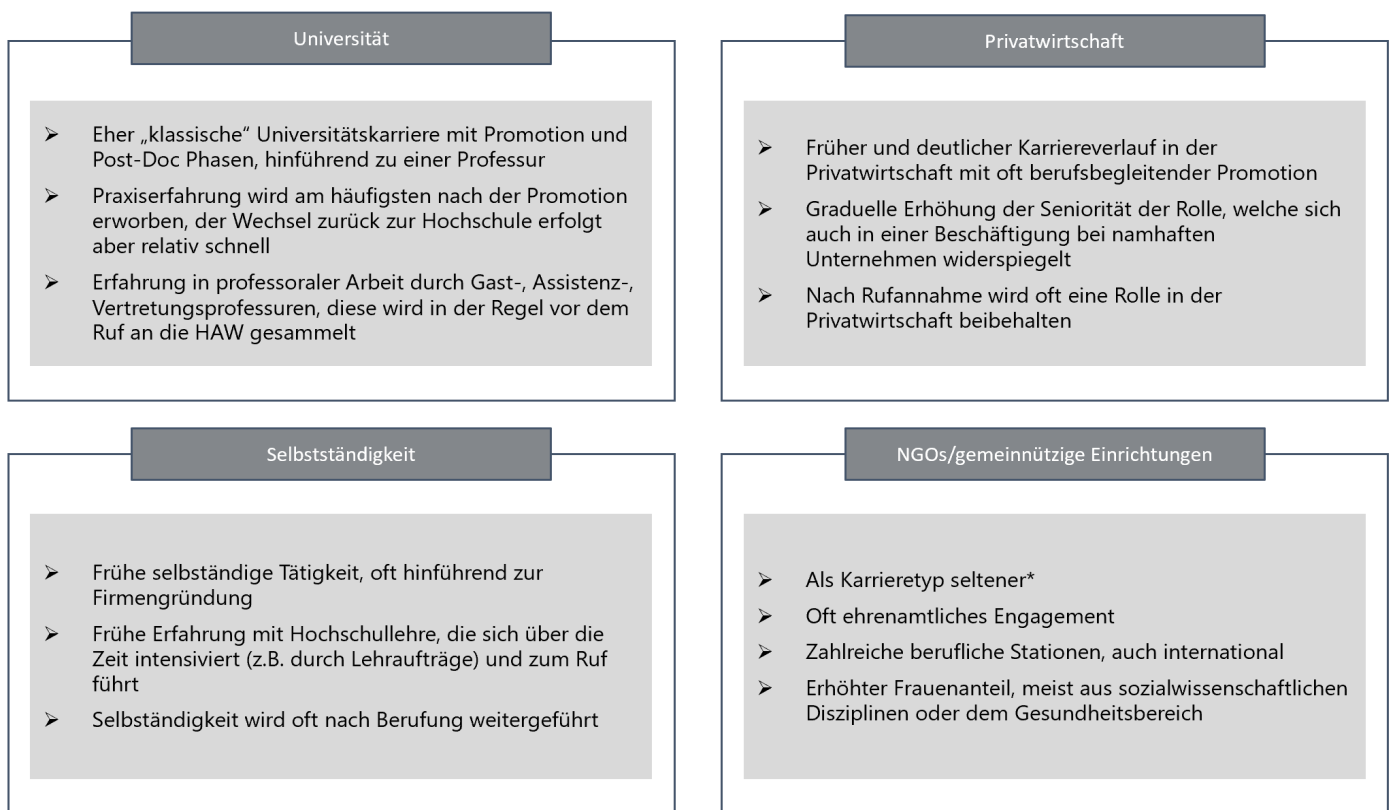 Universität
➢ Eher „klassische“ Universitätskarriere mit Promotion und
Post-Doc Phasen, hinführend zu einer Professur
➢ Praxiserfahrung wird am häufigsten nach der Promotion
erworben, der Wechsel zurück zur Hochschule erfolgt
aber relativ schnell
➢ Erfahrung in professoraler Arbeit durch Gast-, Assistenz-,
Vertretungsprofessuren, diese wird in der Regel vor dem
Ruf an die HAW gesammelt
Privatwirtschaft
➢ Früher und deutlicher Karriereverlauf in der
Privatwirtschaft mit oft berufsbegleitender Promotion
➢ Graduelle Erhöhung der Seniorität der Rolle, welche sich
auch in einer Beschäftigung bei namhaften
Unternehmen widerspiegelt
➢ Nach Rufannahme wird oft eine Rolle in der
Privatwirtschaft beibehalten
Selbstständigkeit
➢ Frühe selbständige Tätigkeit, oft hinführend zur
Firmengründung
➢ Frühe Erfahrung mit Hochschullehre, die sich über die
Zeit intensiviert (z.B. durch Lehraufträge) und zum Ruf
führt
➢ Selbständigkeit wird oft nach Berufung weitergeführt
NGOs/gemeinnützige Einrichtungen
➢ Als Karrieretyp seltener*
➢ Oft ehrenamtliches Engagement
➢ Zahlreiche berufliche Stationen, auch international
➢ Erhöhter Frauenanteil, meist aus sozialwissenschaftlichen
Disziplinen oder dem Gesundheitsbereich